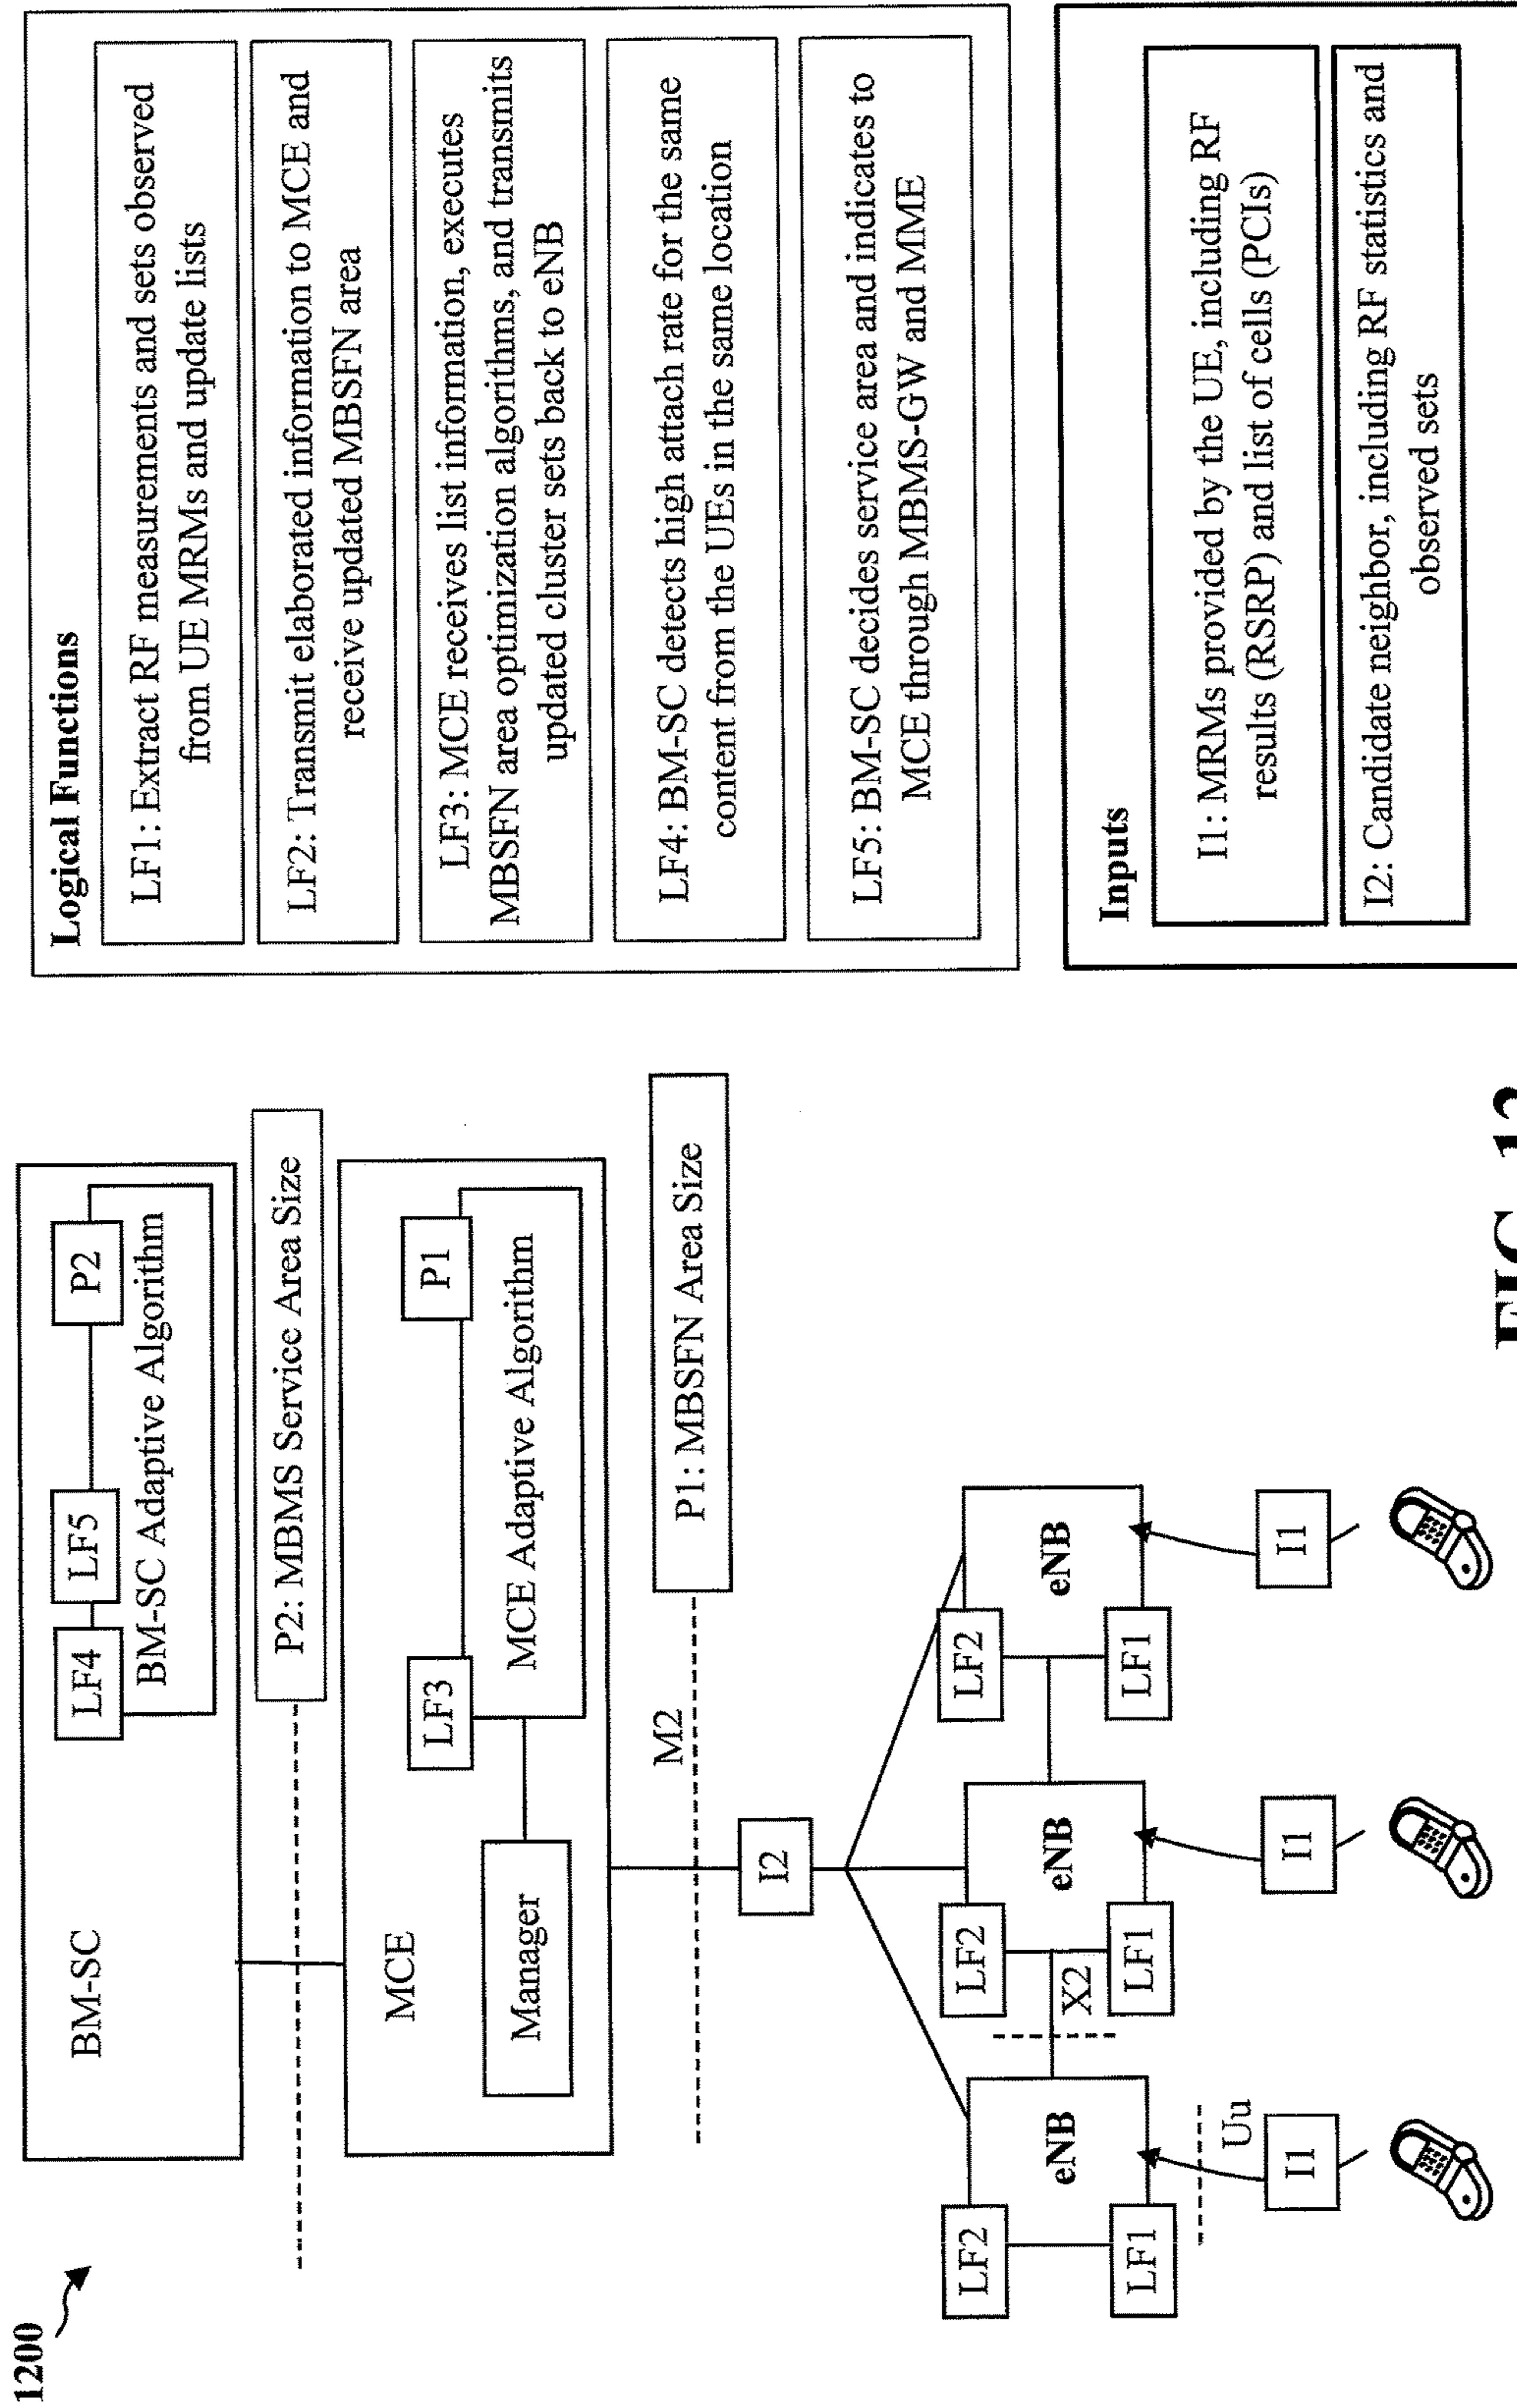 1200
BM-SC
LF4
LF5
P2
BM-SC Adaptive Algorithm
P2: MBMS Service Area Size
MCE
LF3
P1
Manager
MCE Adaptive Algorithm
M2
P1: MBSFN Area Size
I2
LF2
LF2
LF2
eNB
eNB
eNB
X2
LF1
LF1
LF1
Uu
I1
I1
I1
Logical Functions
LF1: Extract RF measurements and sets observed
from UE MRMs and update lists
LF2: Transmit elaborated information to MCE and
receive updated MBSFN area
LF3: MCE receives list information, executes
MBSFN area optimization algorithms, and transmits
updated cluster sets back to eNB
LF4: BM-SC detects high attach rate for the same
content from the UEs in the same location
LF5: BM-SC decides service area and indicates to
MCE through MBMS-GW and MME
Inputs
I1: MRMs provided by the UE, including RF
results (RSRP) and list of cells (PCIs)
I2: Candidate neighbor, including RF statistics and
observed sets